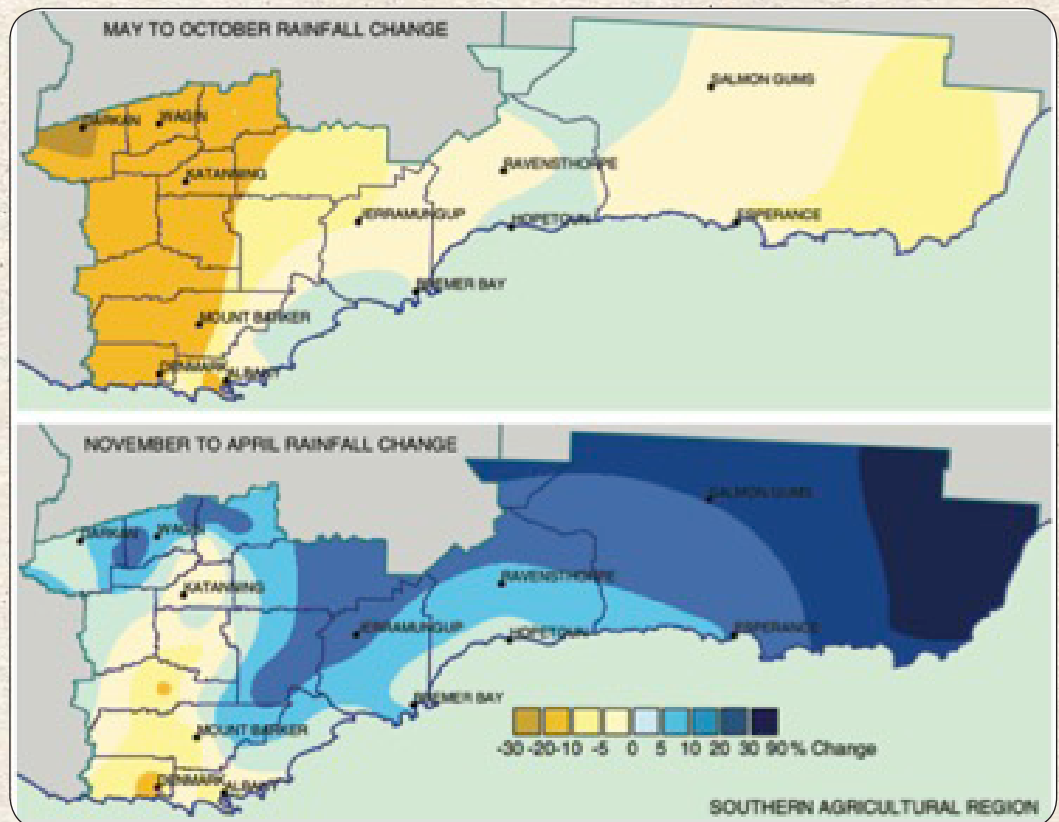 MAY TO OCTOBER RAINFALL CHANGE
SALMON GUMS
DARKAN
WAGIN
KATANNING
RAVENSTHORPE
JERRAMUNGUP
HOPETOUN
ESPERANCE
BREMER BAY
MOUNT BARKER
DENMARK
ALBANY
NOVEMBER TO APRIL RAINFALL CHANGE
SALMON GUMS
DARKAN
WAGIN
KATANNING
RAVENSTHORPE
JERRAMUNGUP
HOPETOUN
ESPERANCE
BREMER BAY
MOUNT BARKER
-30 -20 -10 -5 0 5 10 20 30 90 % Change
DENMARK
ALBANY
SOUTHERN AGRICULTURAL REGION